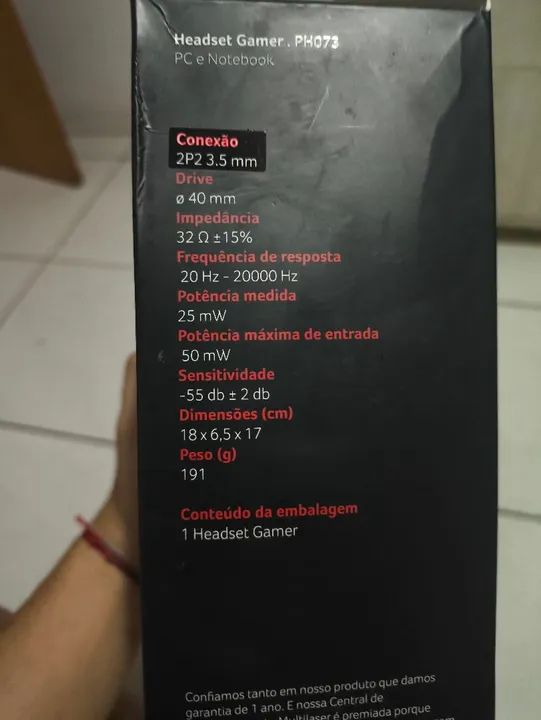 Headset Gamer . PH073
PC e Notebook
Conexão
2P2 3.5 mm
Drive
ø 40 mm
Impedância
32 Ω ±15%
Frequência de resposta
20 Hz - 20000 Hz
Potência medida
25 mW
Potência máxima de entrada
50 mW
Sensitividade
-55 db ± 2 db
Dimensões (cm)
18 x 6,5 x 17
Peso (g)
191
Conteúdo da embalagem
1 Headset Gamer
Confiamos tanto em nosso produto que damos
garantia de 1 ano. E nossa Central de
Multilaser é premiada porque